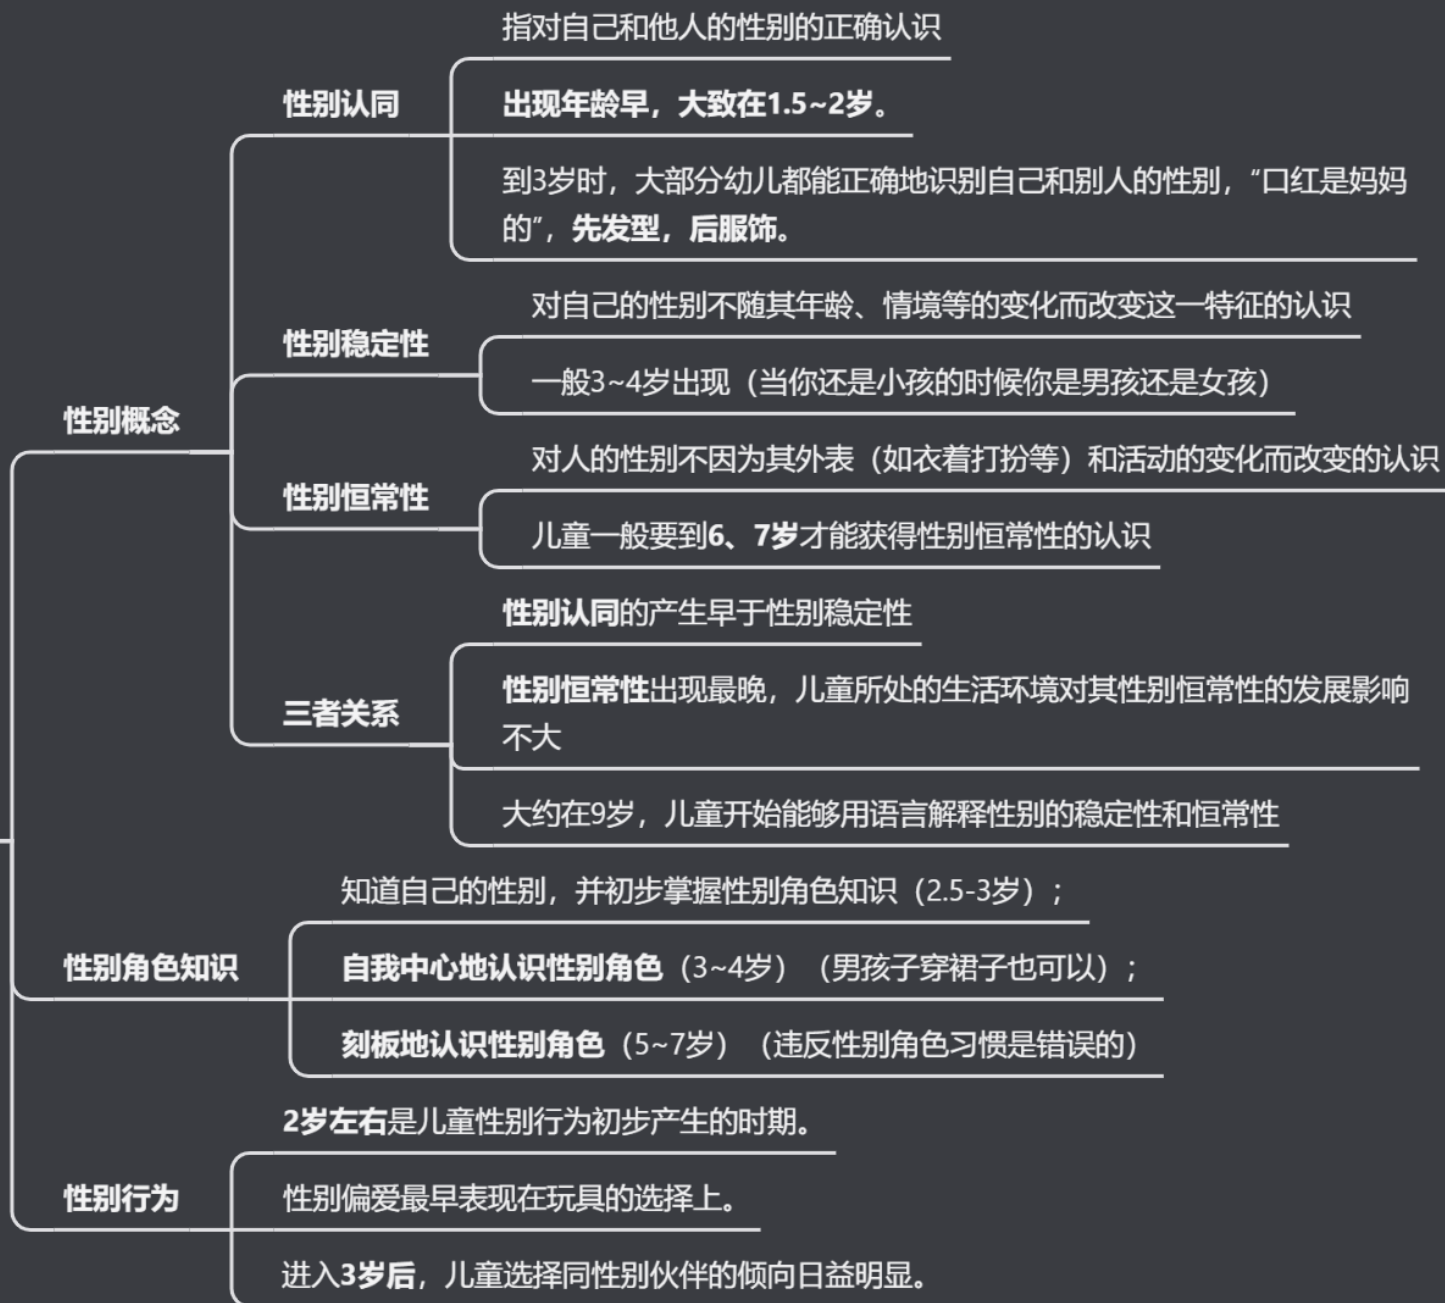 指对自己和他人的性别的正确认识
性别认同
出现年龄早，大致在1.5~2岁。
到3岁时，大部分幼儿都能正确地识别自己和别人的性别，“口红是妈妈
的”，先发型，后服饰。
对自己的性别不随其年龄、情境等的变化而改变这一特征的认识
性别稳定性
一般3~4岁出现（当你还是小孩的时候你是男孩还是女孩）
性别概念
对人的性别不因为其外表（如衣着打扮等）和活动的变化而改变的认识
性别恒常性
儿童一般要到6、7岁才能获得性别恒常性的认识
性别认同的产生早于性别稳定性
性别恒常性出现最晚，儿童所处的生活环境对其性别恒常性的发展影响
不大
三者关系
大约在9岁，儿童开始能够用语言解释性别的稳定性和恒常性
知道自己的性别，并初步掌握性别角色知识（2.5-3岁）；
性别角色知识
自我中心地认识性别角色（3~4岁）（男孩子穿裙子也可以）；
刻板地认识性别角色（5~7岁）（违反性别角色习惯是错误的）
2岁左右是儿童性别行为初步产生的时期。
性别行为
性别偏爱最早表现在玩具的选择上。
进入3岁后，儿童选择同性别伙伴的倾向日益明显。